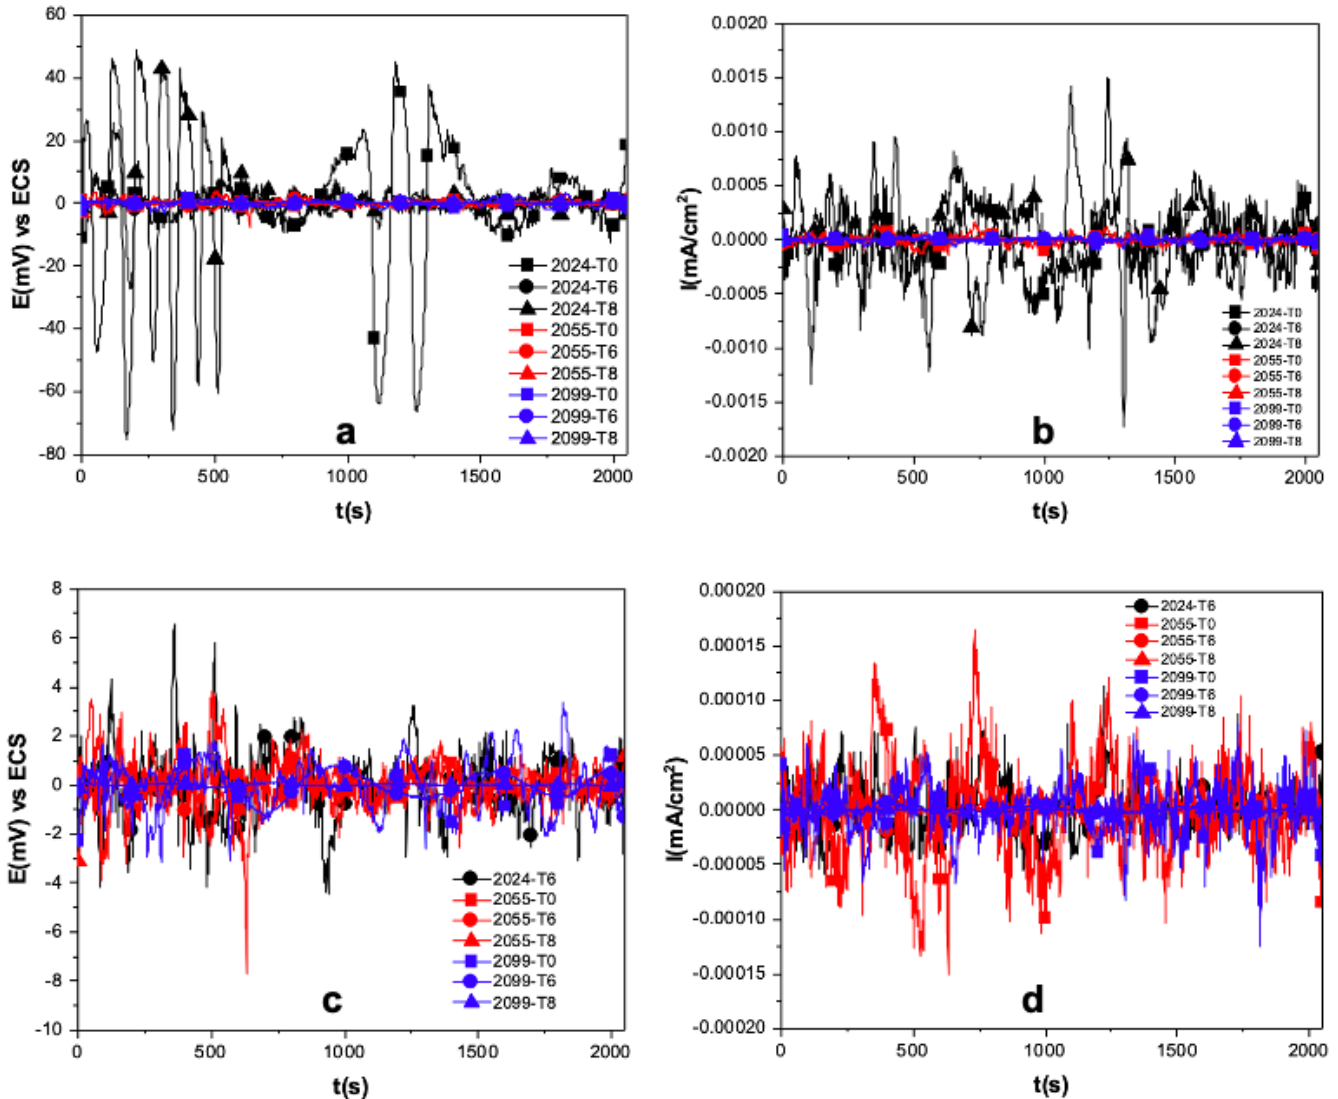 60
40
20
0
-20
-40
-60
-80
E(mV) vs ECS
2024-T0
2024-T6
2024-T8
2055-T0
2055-T6
2055-T8
2099-T0
2099-T6
2099-T8
a
0 500 1000 1500 2000
t(s)
0.0020
0.0015
0.0010
0.0005
0.0000
-0.0005
-0.0010
-0.0015
-0.0020
I(mA/cm²)
2024-T0
2024-T6
2024-T8
2055-T0
2055-T6
2055-T8
2099-T0
2099-T6
2099-T8
b
0 500 1000 1500 2000
t(s)
8
6
4
2
0
-2
-4
-6
-8
-10
E(mV) vs ECS
2024-T6
2055-T0
2055-T6
2055-T8
2099-T0
2099-T6
2099-T8
c
0 500 1000 1500 2000
t(s)
0.00020
0.00015
0.00010
0.00005
0.00000
-0.00005
-0.00010
-0.00015
-0.00020
I(mA/cm²)
2024-T6
2055-T0
2055-T6
2055-T8
2099-T0
2099-T6
2099-T8
d
0 500 1000 1500 2000
t(s)